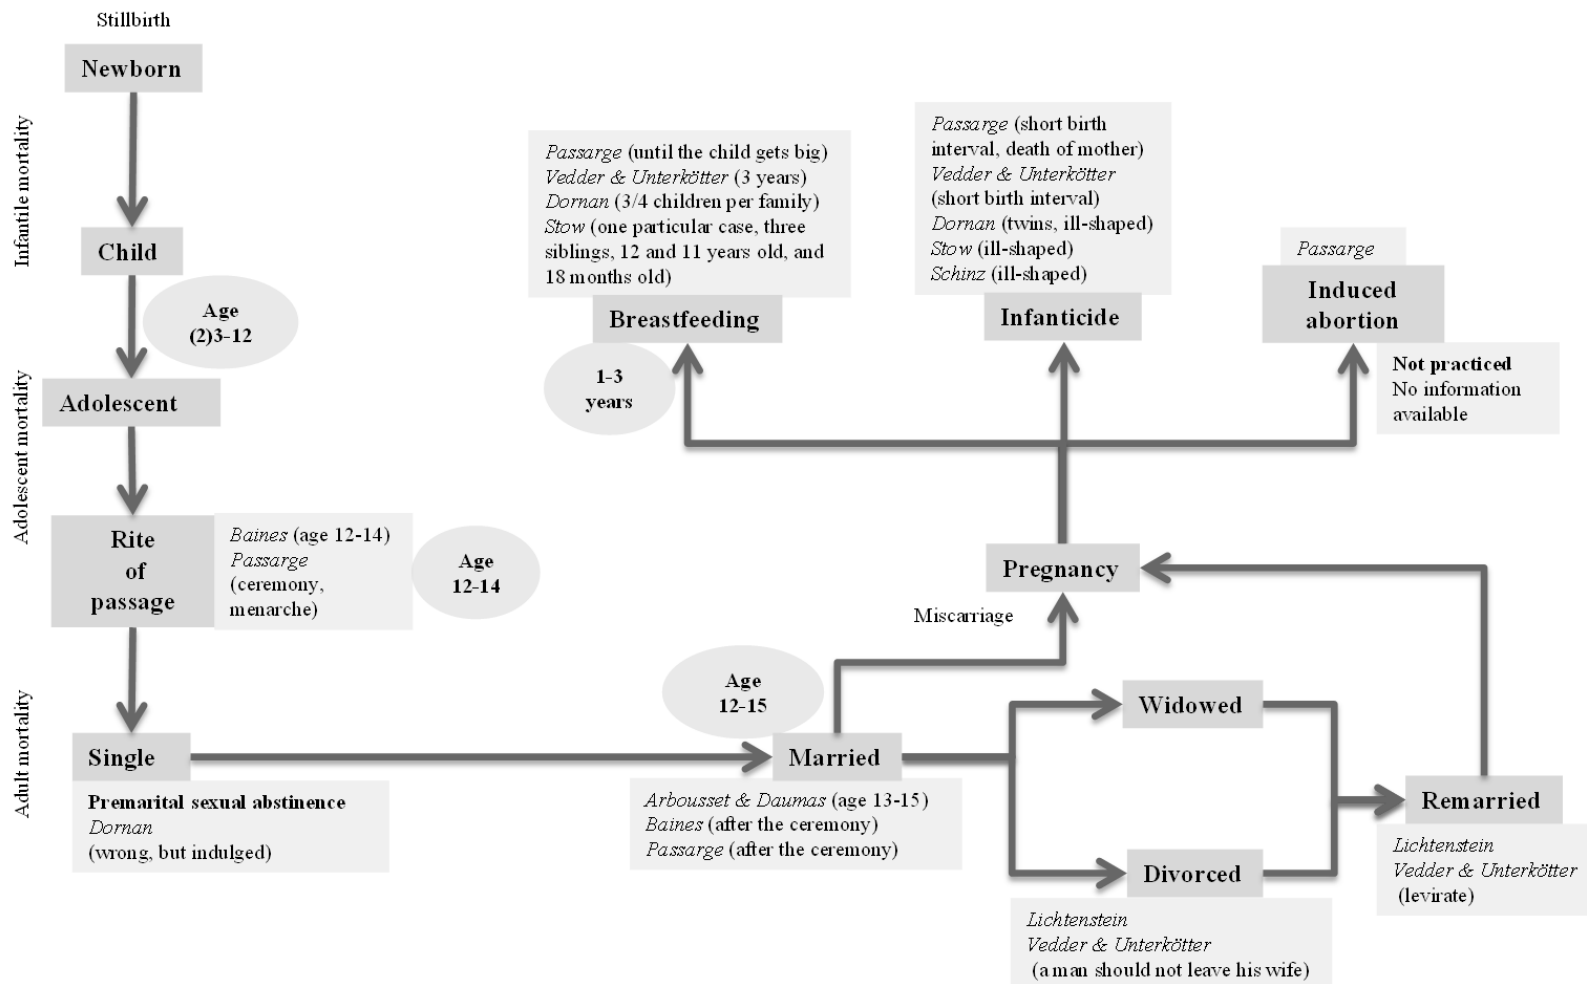 Stillbirth
Newborn
Infantile mortality
Child
Age
(2)3-12
Adolescent mortality
Adolescent
Rite
of
passage
Baines (age 12-14)
Passarge
(ceremony,
menarche)
Age
12-14
Adult mortality
Single
Premarital sexual abstinence
Dornan
(wrong, but indulged)
Age
12-15
Married
Arbousset & Daumas (age 13-15)
Baines (after the ceremony)
Passarge (after the ceremony)
Widowed
Divorced
Lichtenstein
Vedder & Unterkötter
(a man should not leave his wife)
Remarried
Lichtenstein
Vedder & Unterkötter
(levirate)
Miscarriage
Pregnancy
Passarge (until the child gets big)
Vedder & Unterkötter (3 years)
Dornan (3/4 children per family)
Stow (one particular case, three
siblings, 12 and 11 years old, and
18 months old)
Breastfeeding
1-3
years
Passarge (short birth
interval, death of mother)
Vedder & Unterkötter
(short birth interval)
Dornan (twins, ill-shaped)
Stow (ill-shaped)
Schinz (ill-shaped)
Infanticide
Passarge
Induced
abortion
Not practiced
No information
available